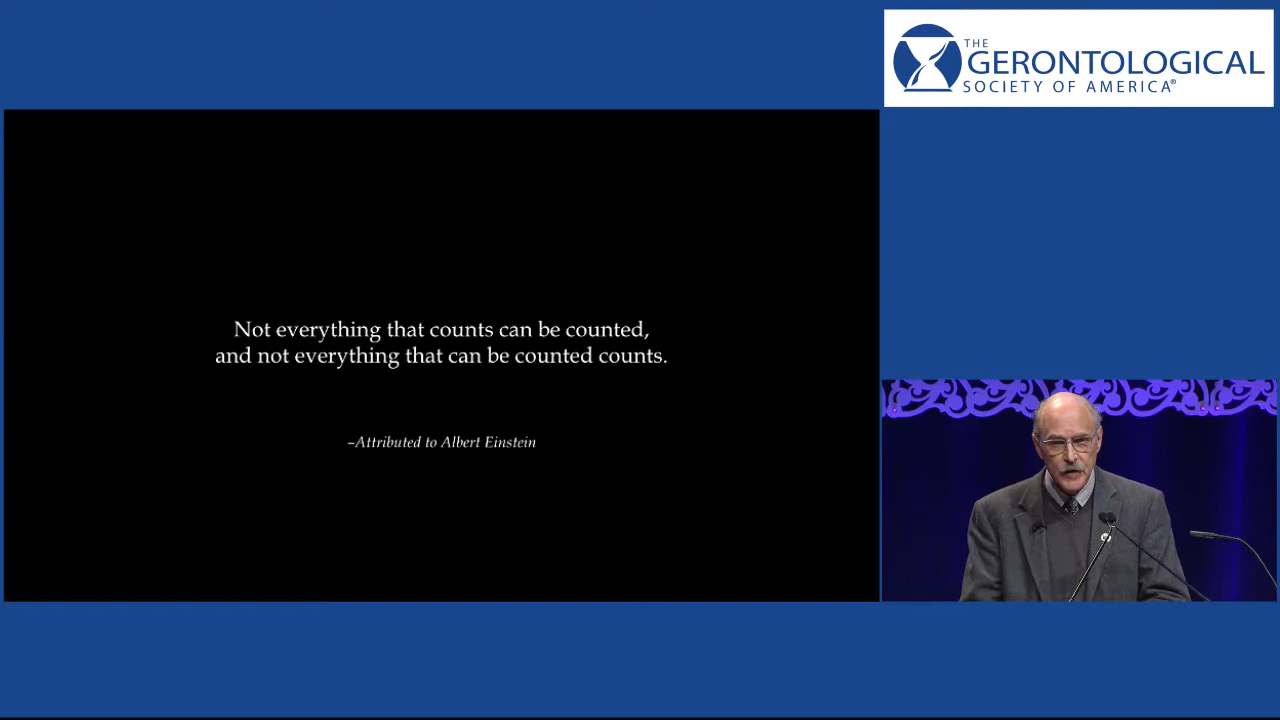 THE
GERONTOLOGICAL
SOCIETY OF AMERICA®
Not everything that counts can be counted,
and not everything that can be counted counts.
–Attributed to Albert Einstein